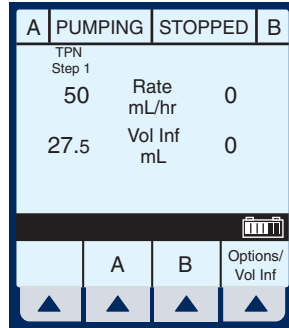 A PUMPING STOPPED B
TPN
Step 1
50 Rate mL/hr 0
27.5 Vol Inf mL 0
A B Options/ Vol Inf